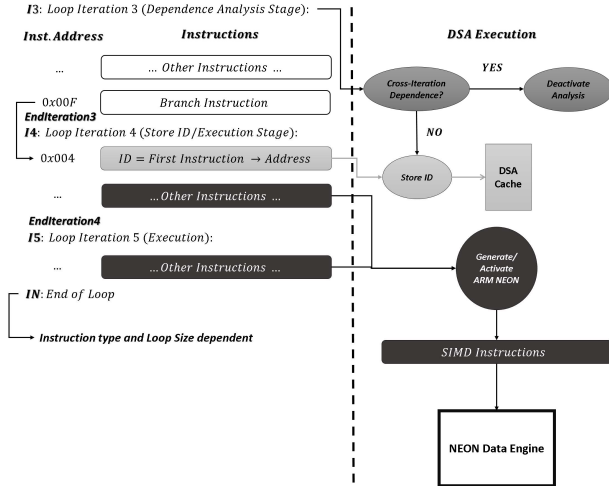 I3: Loop Iteration 3 (Dependence Analysis Stage):
Inst. Address
Instructions
DSA Execution
...
... Other Instructions ...
Cross-Iteration
Dependence?
YES
Deactivate
Analysis
0x00F
Branch Instruction
EndIteration3
NO
I4: Loop Iteration 4 (Store ID/Execution Stage):
0x004
ID = First Instruction → Address
Store ID
DSA
Cache
...
... Other Instructions ...
EndIteration4
I5: Loop Iteration 5 (Execution):
Generate/
Activate
ARM NEON
...
... Other Instructions ...
IN: End of Loop
Instruction type and Loop Size dependent
SIMD Instructions
NEON Data Engine